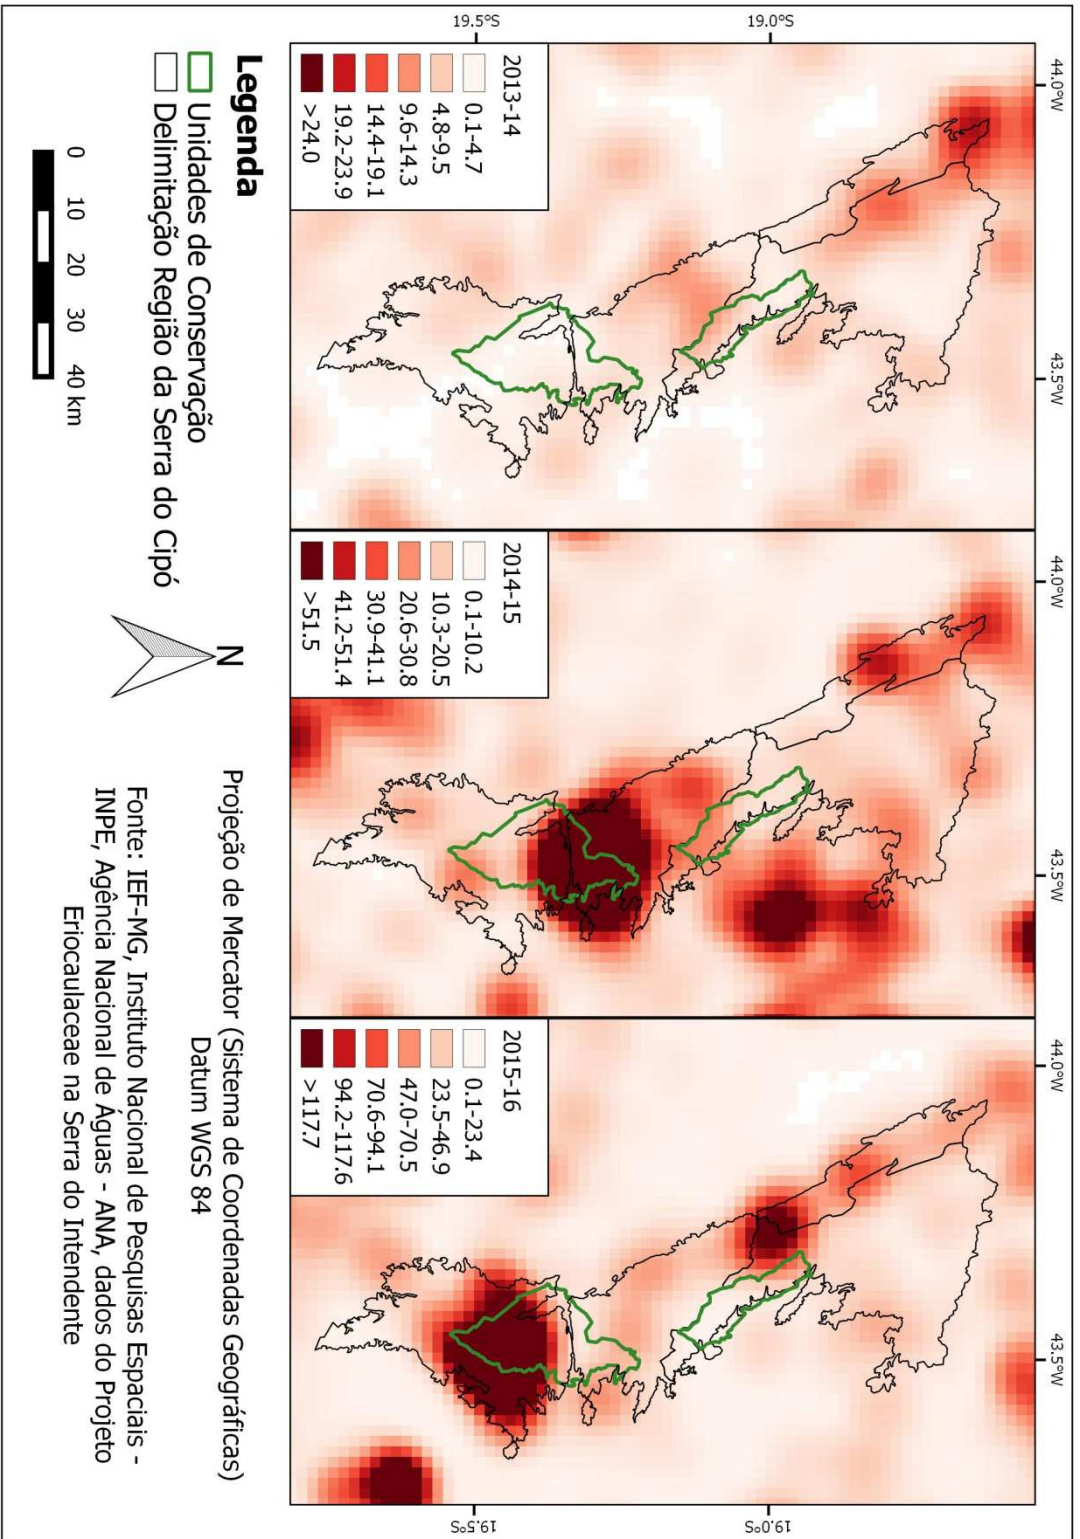 44.0°W
43.5°W
44.0°W
43.5°W
44.0°W
43.5°W
19.0°S
19.5°S
19.0°S
19.5°S
2013-14
0.1-4.7
4.8-9.5
9.6-14.3
14.4-19.1
19.2-23.9
>24.0
2014-15
0.1-10.2
10.3-20.5
20.6-30.8
30.9-41.1
41.2-51.4
>51.5
2015-16
0.1-23.4
23.5-46.9
47.0-70.5
70.6-94.1
94.2-117.6
>117.7
Legenda
Unidades de Conservação
Delimitação Região da Serra do Cipó
0 10 20 30 40 km
N
Projeção de Mercator (Sistema de Coordenadas Geográficas)
Datum WGS 84
Fonte: IEF-MG, Instituto Nacional de Pesquisas Espaciais -
INPE, Agência Nacional de Águas - ANA, dados do Projeto
Eriocaulaceae na Serra do Intendente